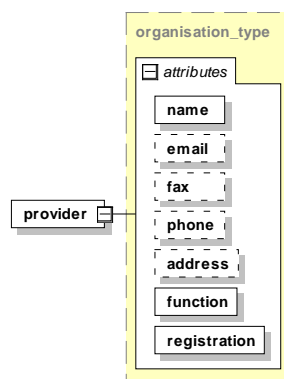 organisation_type
attributes
name
email
fax
phone
provider
address
function
registration